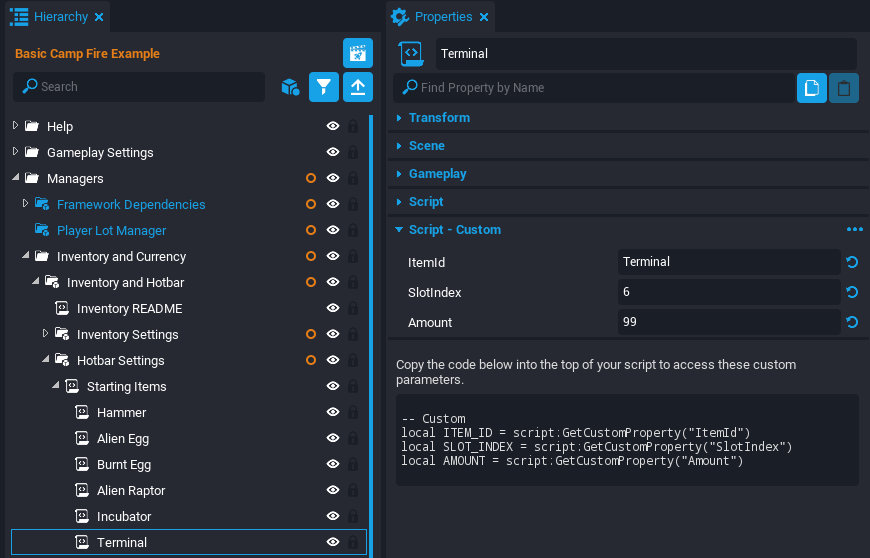 Hierarchy
Basic Camp Fire Example
Search
Help
Gameplay Settings
Managers
Framework Dependencies
Player Lot Manager
Inventory and Currency
Inventory and Hotbar
Inventory README
Inventory Settings
Hotbar Settings
Starting Items
Hammer
Alien Egg
Burnt Egg
Alien Raptor
Incubator
Terminal
Properties
Terminal
Find Property by Name
Transform
Scene
Gameplay
Script
Script - Custom
ItemId Terminal
SlotIndex 6
Amount 99
Copy the code below into the top of your script to access these custom
parameters.
-- Custom
local ITEM_ID = script:GetCustomProperty("ItemId")
local SLOT_INDEX = script:GetCustomProperty("SlotIndex")
local AMOUNT = script:GetCustomProperty("Amount")